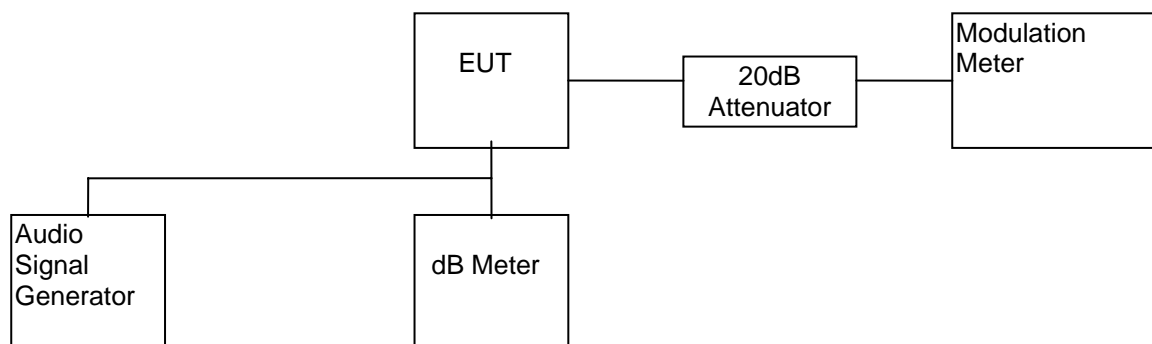 EUT
20dB
Attenuator
Modulation
Meter
Audio
Signal
Generator
dB Meter